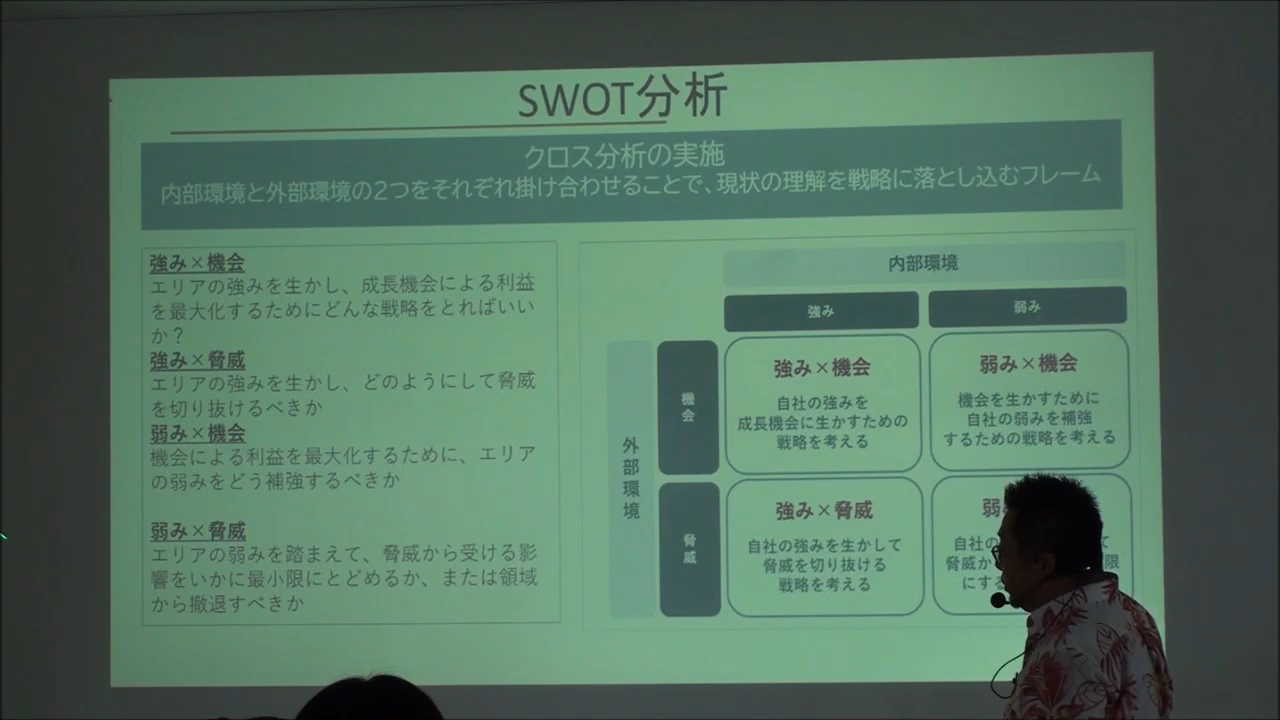 SWOT分析
クロス分析の実施
内部環境と外部環境の2つをそれぞれ掛け合わせることで、現状の理解を戦略に落とし込むフレーム
強み×機会
エリアの強みを生かし、成長機会による利益
を最大化するためにどんな戦略をとればいい
か？
強み×脅威
エリアの強みを生かし、どのようにして脅威
を切り抜けるべきか
弱み×機会
機会による利益を最大化するために、エリア
の弱みをどう補強するべきか
弱み×脅威
エリアの弱みを踏まえて、脅威から受ける影
響をいかに最小限にとどめるか、または領域
から撤退すべきか
内部環境
強み
弱み
外部環境
機会
強み×機会
自社の強みを
成長機会に生かすための
戦略を考える
弱み×機会
機会を生かすために
自社の弱みを補強
するための戦略を考える
脅威
強み×脅威
自社の強みを生かして
脅威を切り抜ける
戦略を考える
弱
自社の
脅威か 限
にす